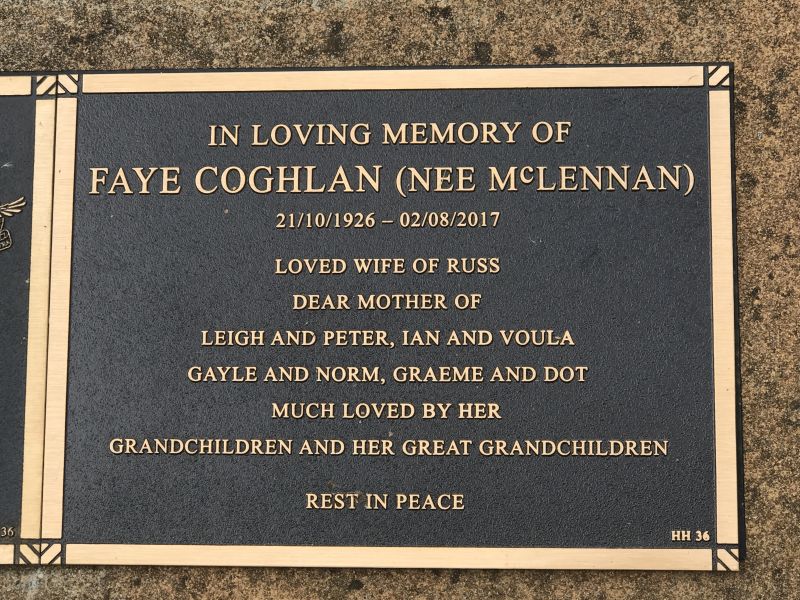 IN LOVING MEMORY OF
FAYE COGHLAN (NEE McLENNAN)
21/10/1926 – 02/08/2017
LOVED WIFE OF RUSS
DEAR MOTHER OF
LEIGH AND PETER, IAN AND VOULA
GAYLE AND NORM, GRAEME AND DOT
MUCH LOVED BY HER
GRANDCHILDREN AND HER GREAT GRANDCHILDREN
REST IN PEACE
HH 36
36